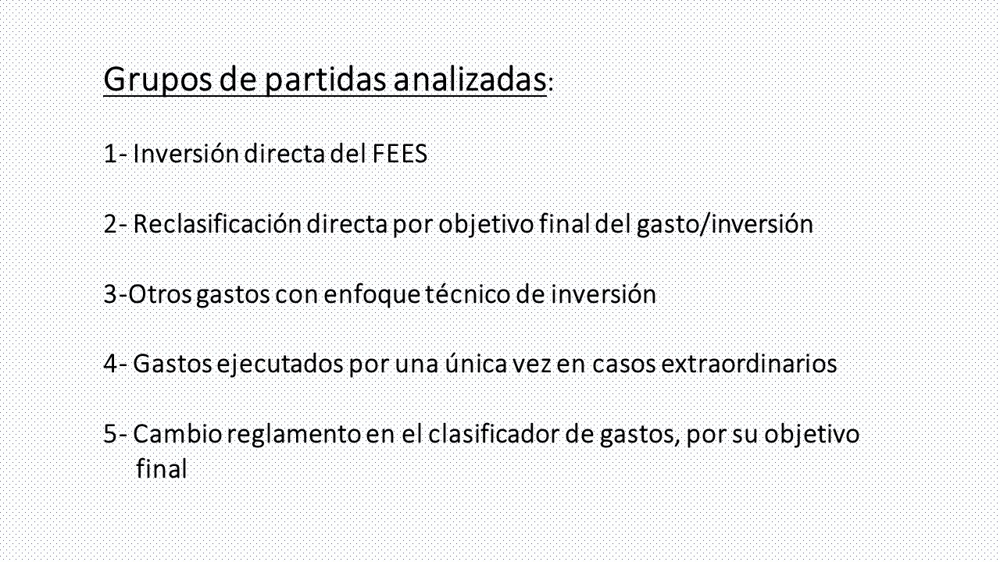 Grupos de partidas analizadas:
1- Inversión directa del FEES
2- Reclasificación directa por objetivo final del gasto/inversión
3-Otros gastos con enfoque técnico de inversión
4- Gastos ejecutados por una única vez en casos extraordinarios
5- Cambio reglamento en el clasificador de gastos, por su objetivo
final